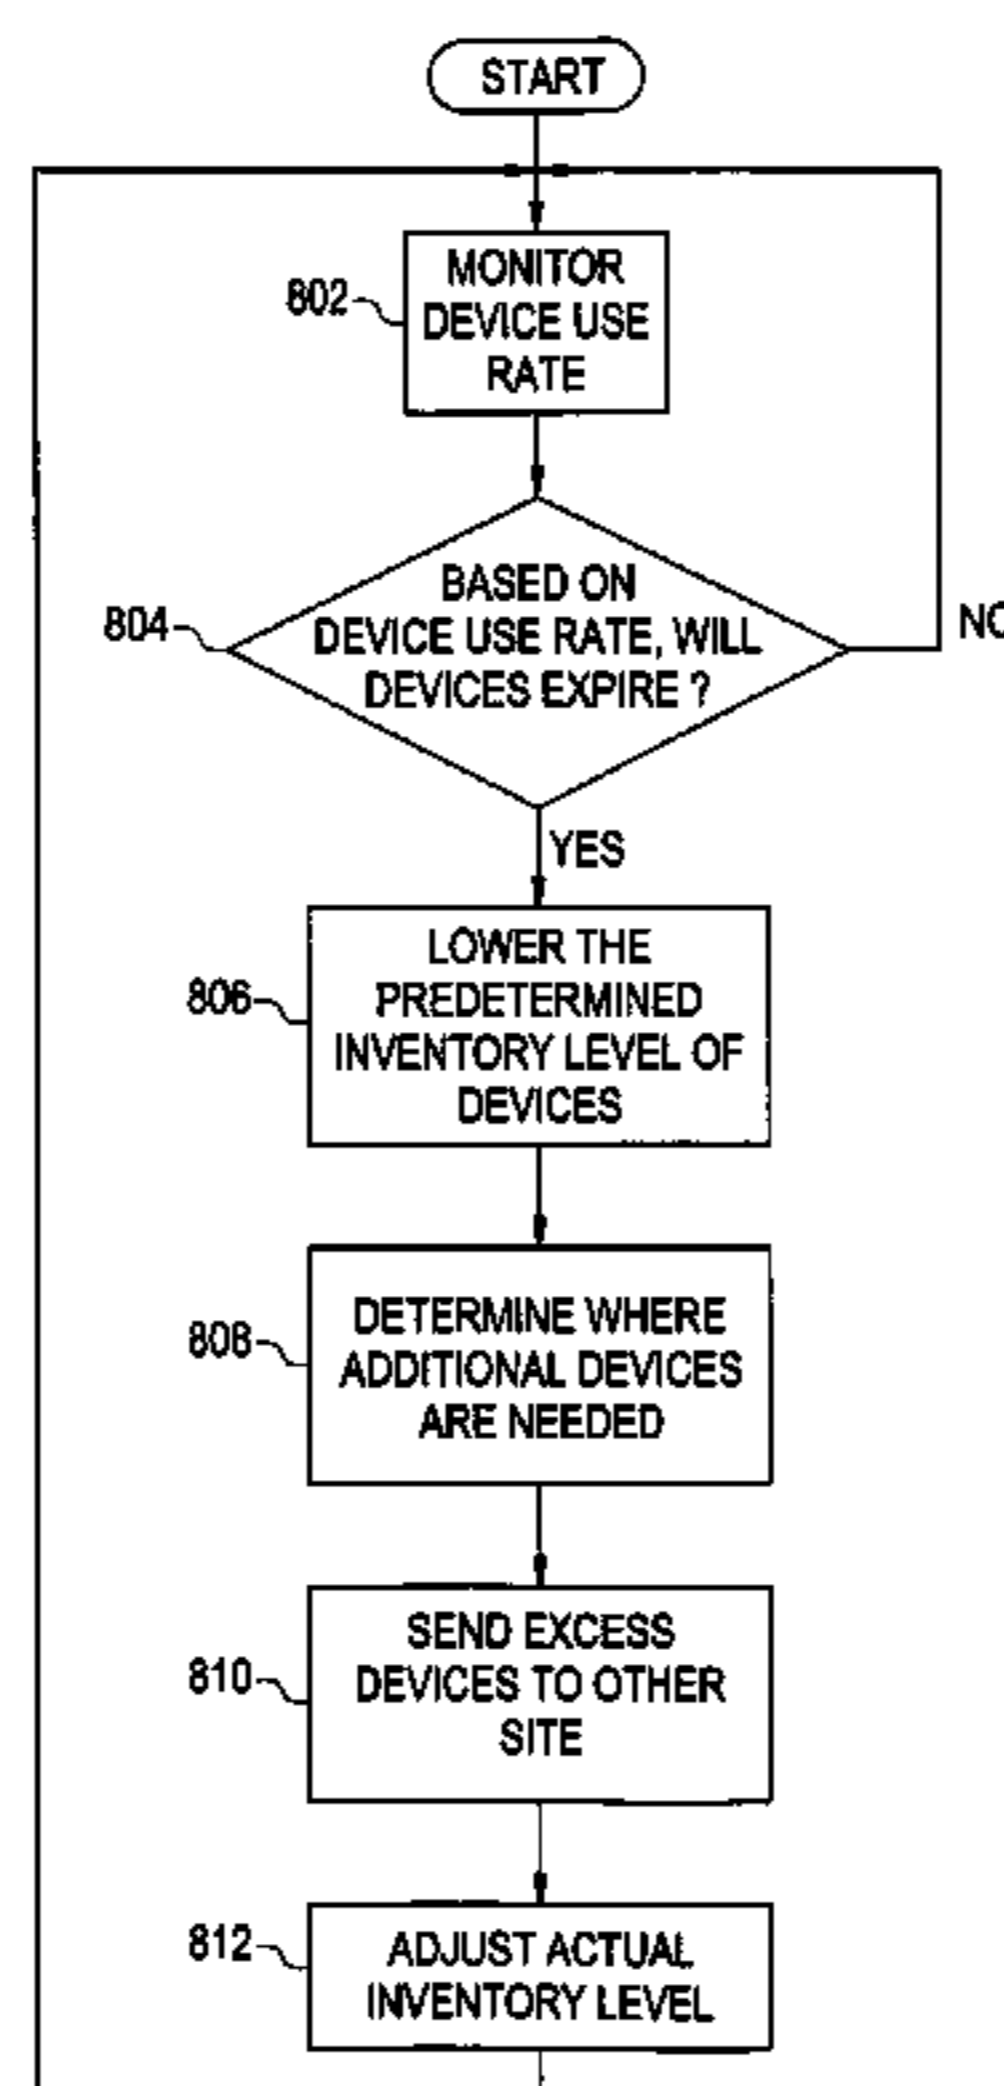 START
802
MONITOR
DEVICE USE
RATE
804
BASED ON
DEVICE USE RATE, WILL
DEVICES EXPIRE ?
NO
YES
806
LOWER THE
PREDETERMINED
INVENTORY LEVEL OF
DEVICES
808
DETERMINE WHERE
ADDITIONAL DEVICES
ARE NEEDED
810
SEND EXCESS
DEVICES TO OTHER
SITE
812
ADJUST ACTUAL
INVENTORY LEVEL